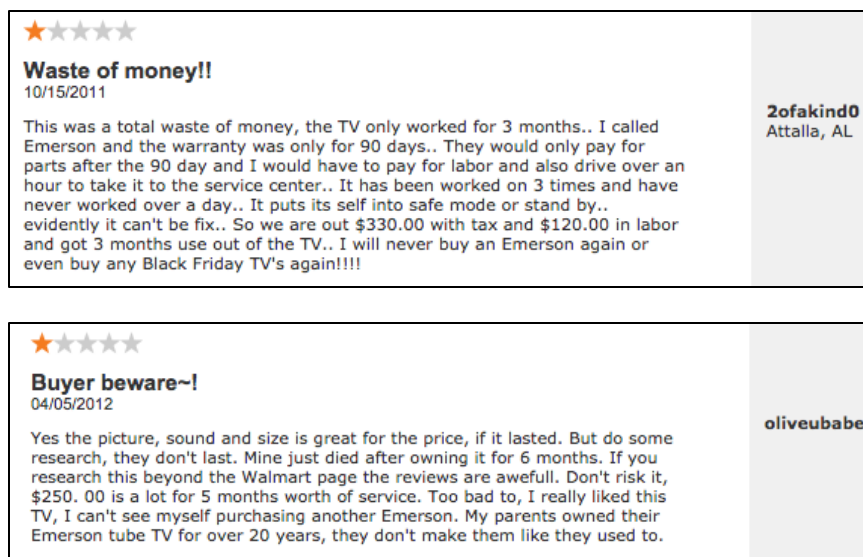 Waste of money!!
10/15/2011
This was a total waste of money, the TV only worked for 3 months.. I called
Emerson and the warranty was only for 90 days.. They would only pay for
parts after the 90 day and I would have to pay for labor and also drive over an
hour to take it to the service center.. It has been worked on 3 times and have
never worked over a day.. It puts its self into safe mode or stand by..
evidently it can't be fix.. So we are out $330.00 with tax and $120.00 in labor
and got 3 months use out of the TV.. I will never buy an Emerson again or
even buy any Black Friday TV's again!!!!
2ofakind0
Attalla, AL
Buyer beware~!
04/05/2012
Yes the picture, sound and size is great for the price, if it lasted. But do some
research, they don't last. Mine just died after owning it for 6 months. If you
research this beyond the Walmart page the reviews are awefull. Don't risk it,
$250. 00 is a lot for 5 months worth of service. Too bad to, I really liked this
TV, I can't see myself purchasing another Emerson. My parents owned their
Emerson tube TV for over 20 years, they don't make them like they used to.
oliveubabe